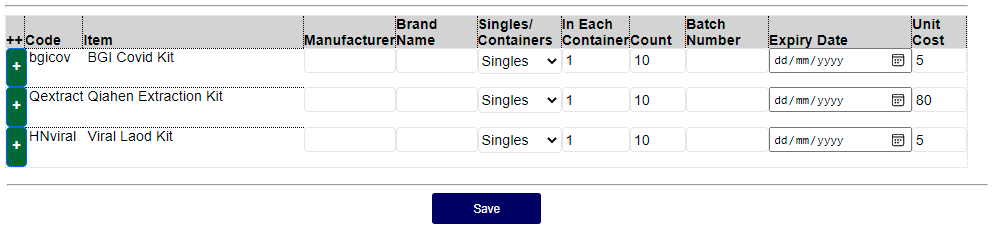 ++ Code Item Manufacturer Brand Name Singles/ Containers In Each Container Count Batch Number Expiry Date Unit Cost
+ bgicov BGI Covid Kit Singles 1 10 dd/mm/yyyy 5
+ Qextract Qiahen Extraction Kit Singles 1 10 dd/mm/yyyy 80
+ HNviral Viral Laod Kit Singles 1 10 dd/mm/yyyy 5
Save